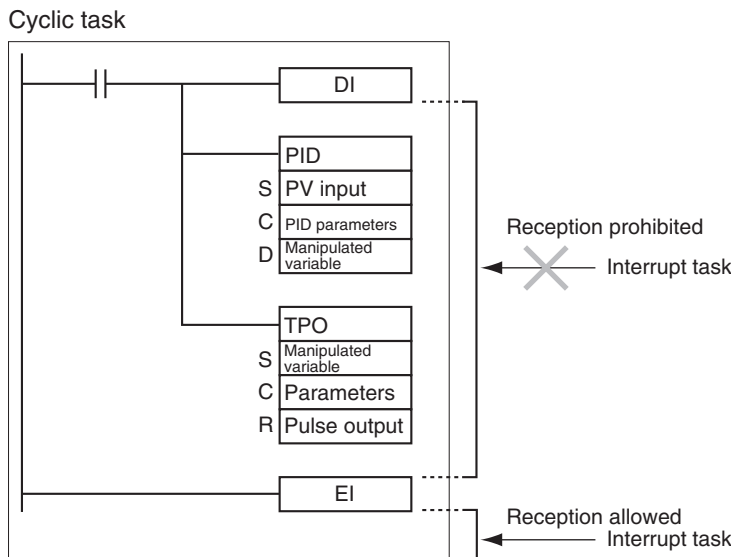 Cyclic task
DI
PID
S PV input
C PID parameters
D Manipulated
variable
Reception prohibited
Interrupt task
TPO
S Manipulated
variable
C Parameters
R Pulse output
EI
Reception allowed
Interrupt task